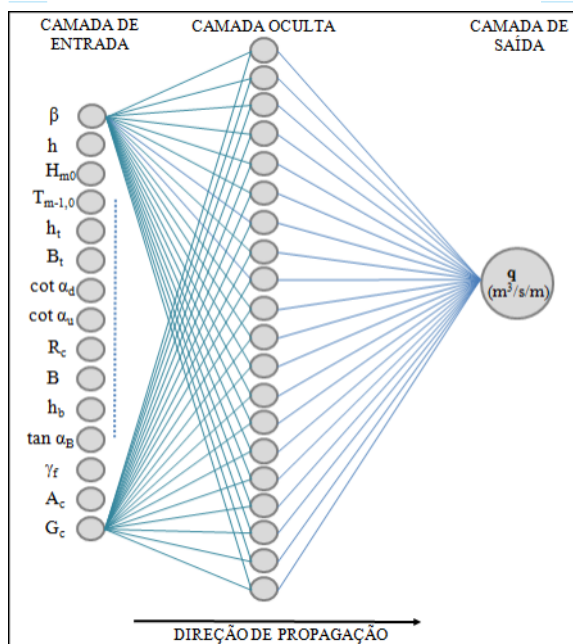 CAMADA DE
ENTRADA
CAMADA OCULTA
CAMADA DE
SAÍDA
β
h
Hm0
Tm-1,0
ht
Bt
cot αd
cot αu
Rc
B
hb
tan αB
γf
Ac
Gc
q
(m³/s/m)
DIREÇÃO DE PROPAGAÇÃO